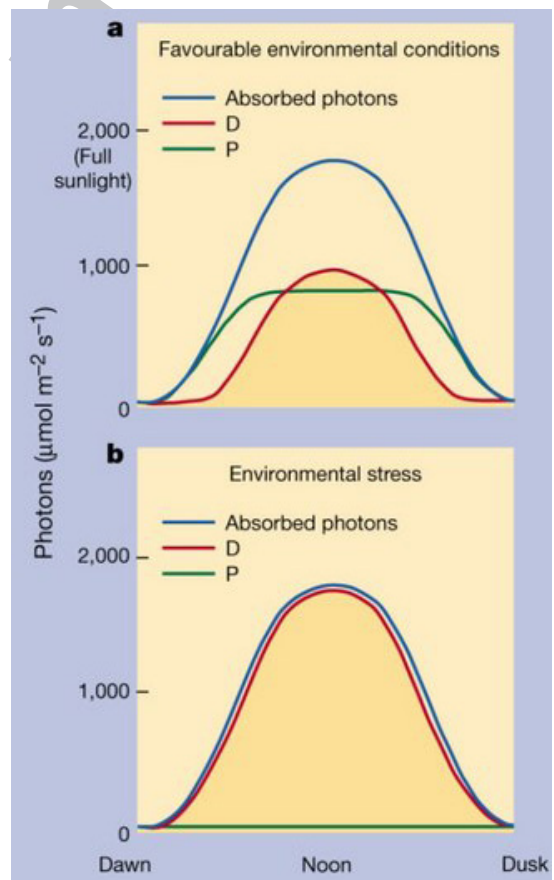 a
Favourable environmental conditions
Absorbed photons
D
P
2,000
(Full
sunlight)
1,000
0
Photons (μmol m–2 s–1)
b
Environmental stress
Absorbed photons
D
P
2,000
1,000
0
Dawn
Noon
Dusk